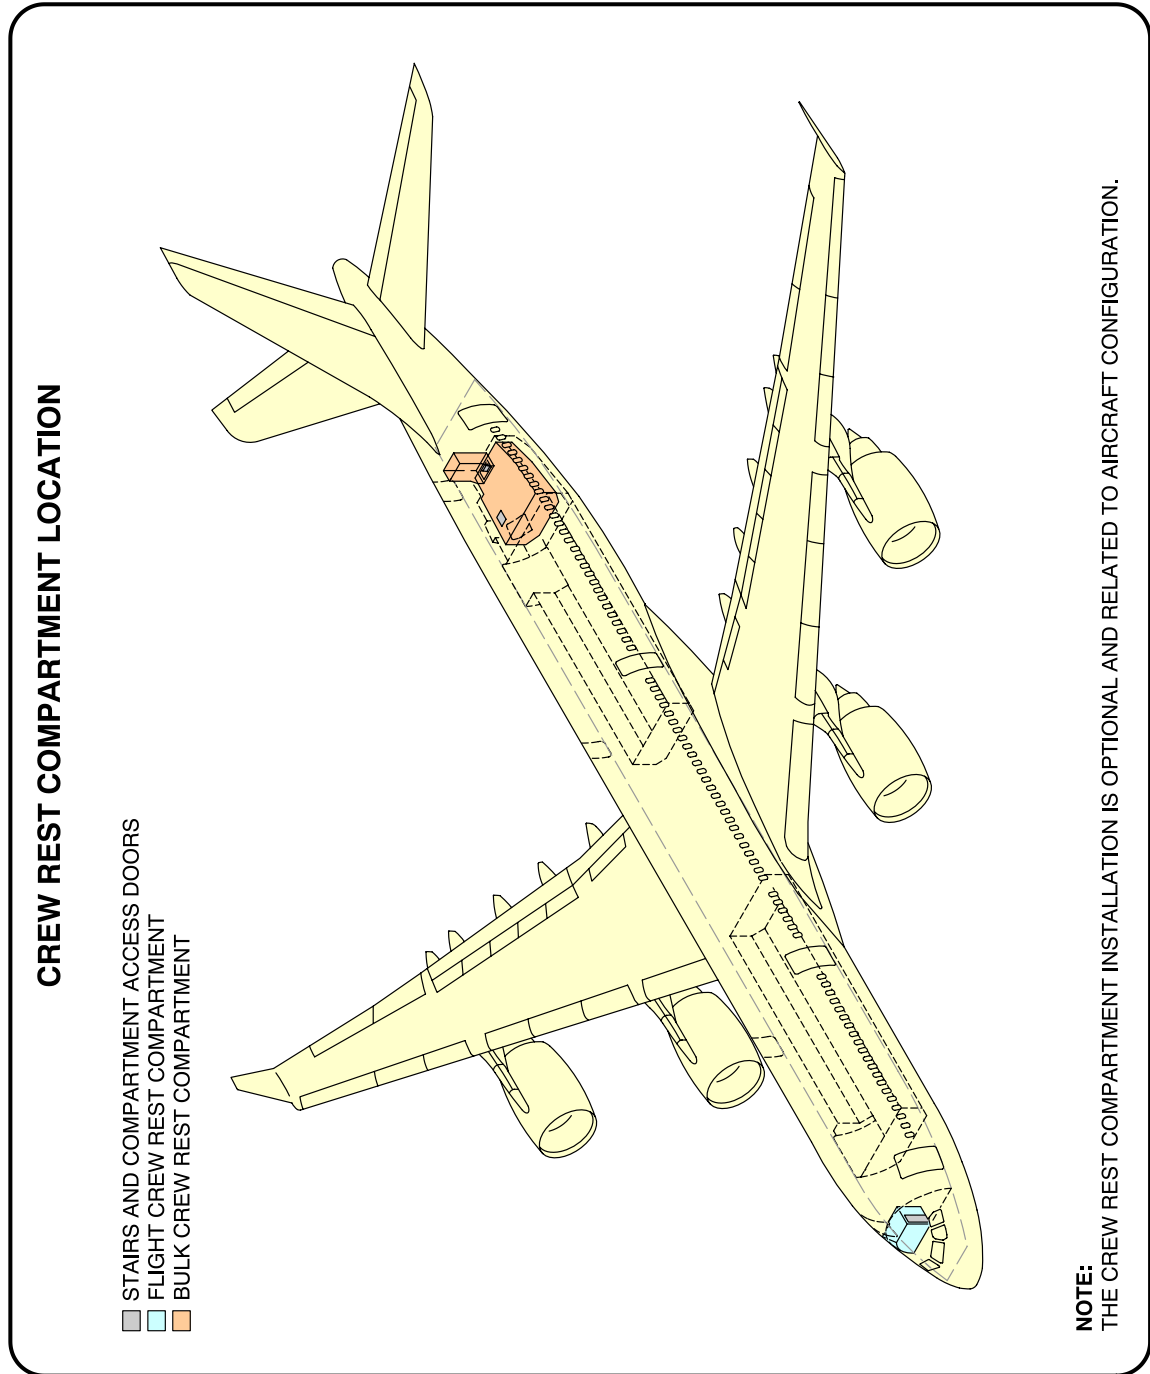 CREW REST COMPARTMENT LOCATION
STAIRS AND COMPARTMENT ACCESS DOORS
FLIGHT CREW REST COMPARTMENT
BULK CREW REST COMPARTMENT
NOTE:
THE CREW REST COMPARTMENT INSTALLATION IS OPTIONAL AND RELATED TO AIRCRAFT CONFIGURATION.